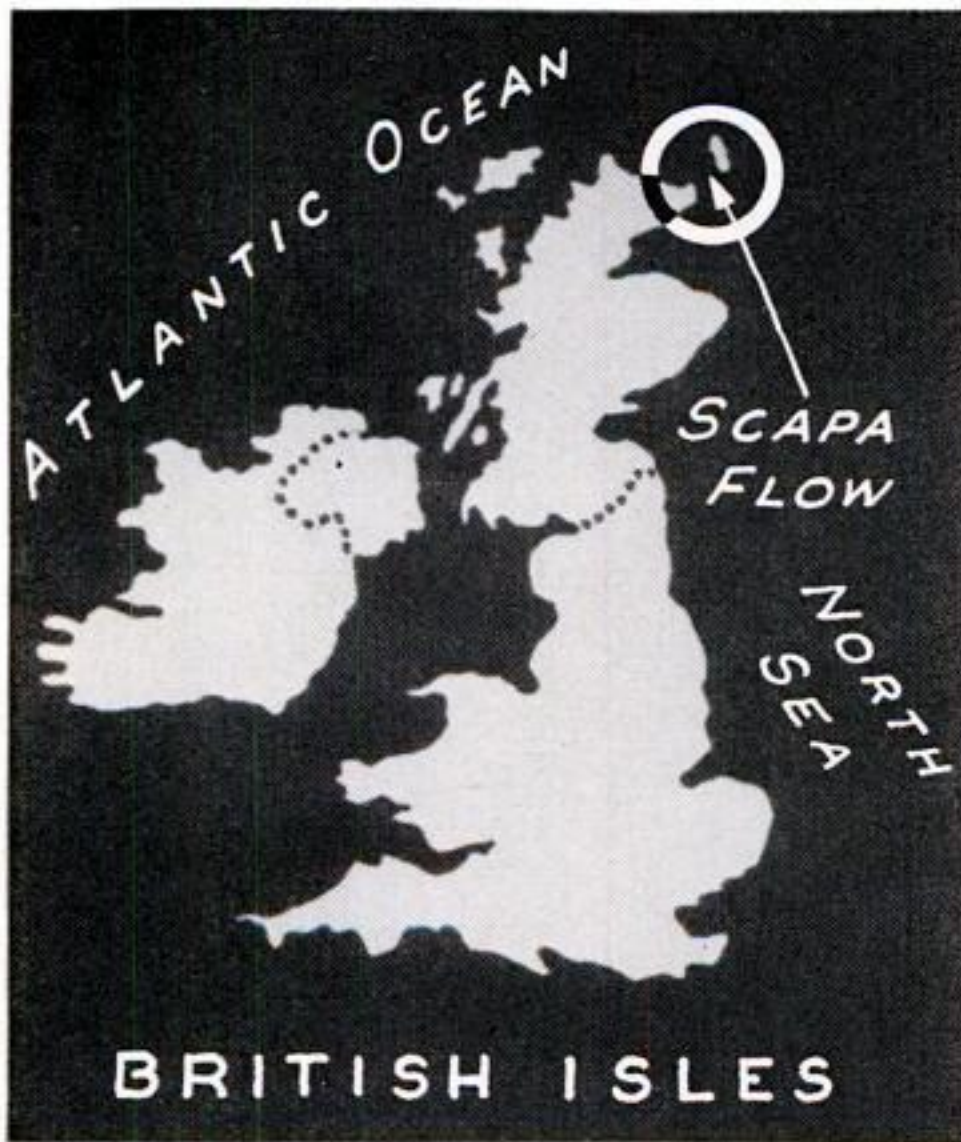 ATLANTIC OCEAN
SCAPA
FLOW
NORTH
SEA
BRITISH ISLES